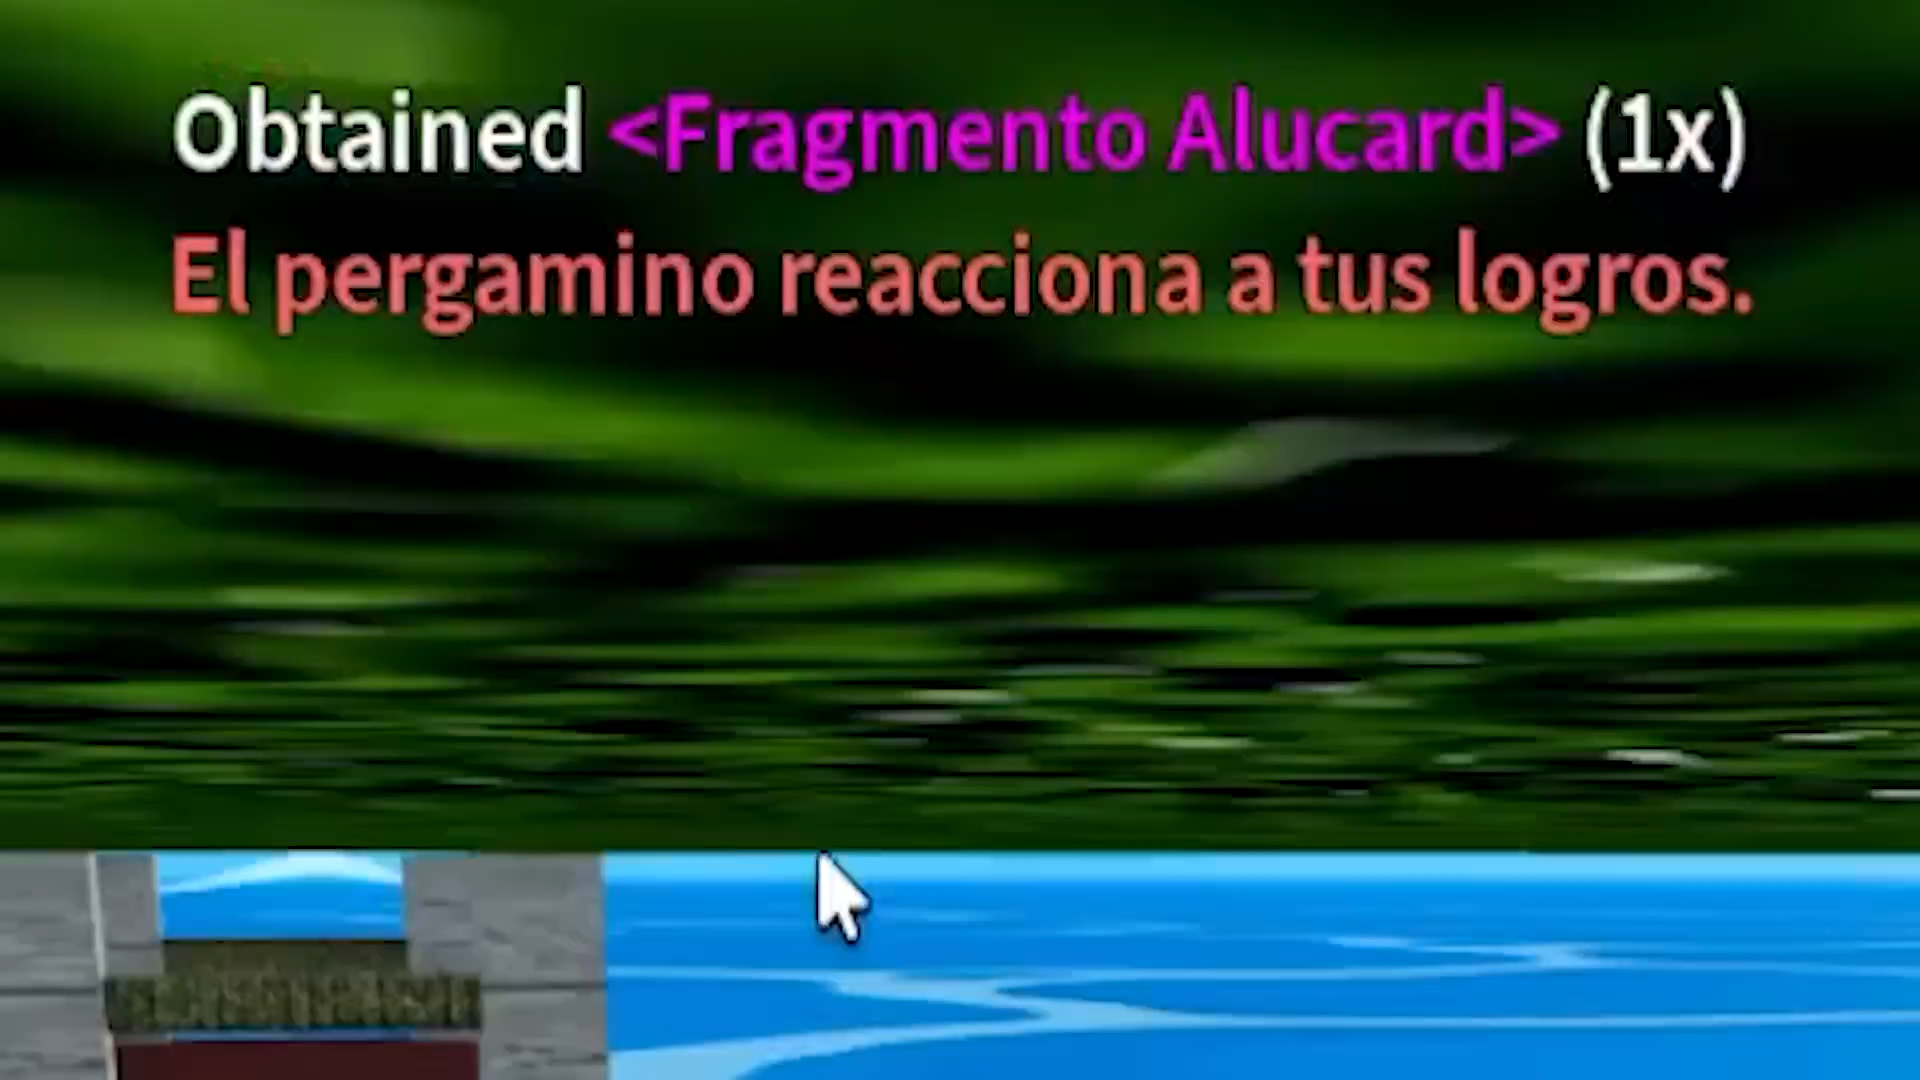 Obtained <Fragmento Alucard> (1x)
El pergamino reacciona a tus logros.